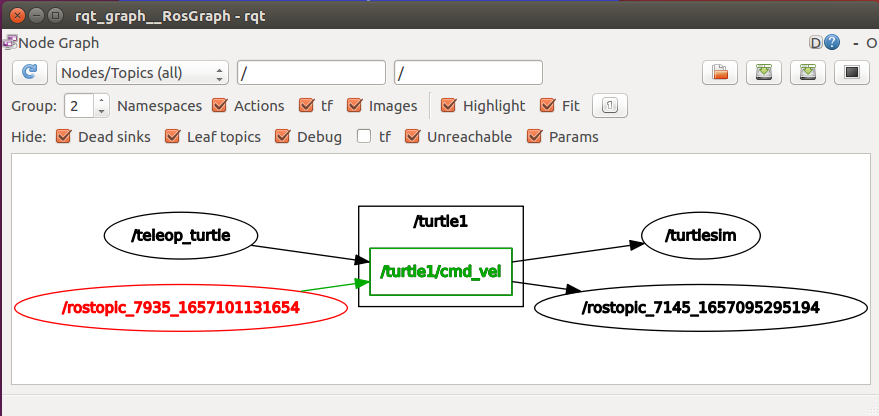 rqt_graph__RosGraph - rqt
Node Graph D ? - O
Nodes/Topics (all) / /
Group: 2 Namespaces Actions tf Images Highlight Fit
Hide: Dead sinks Leaf topics Debug tf Unreachable Params
/turtle1
/teleop_turtle /turtlesim
/turtle1/cmd_vel
/rostopic_7935_1657101131654 /rostopic_7145_1657095295194